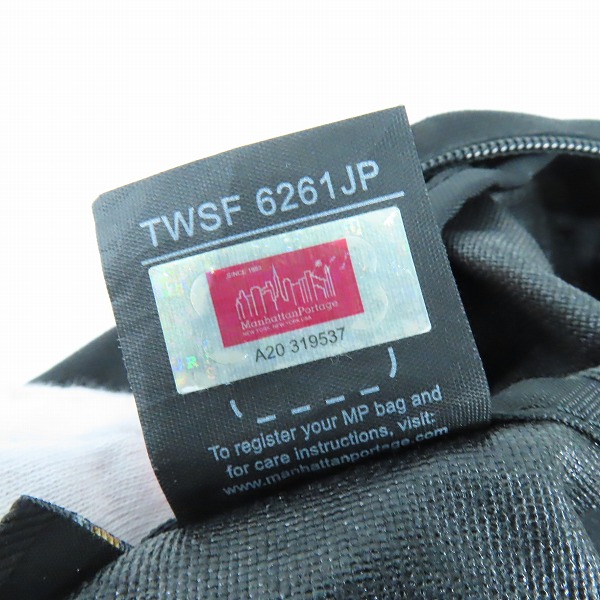 TWSF 6261JP
SINCE 1983
ManhattanPortage
NEW YORK, NEW YORK USA
A20 319537
R
To register your MP bag and
for care instructions, visit:
www.manhattanportage.com